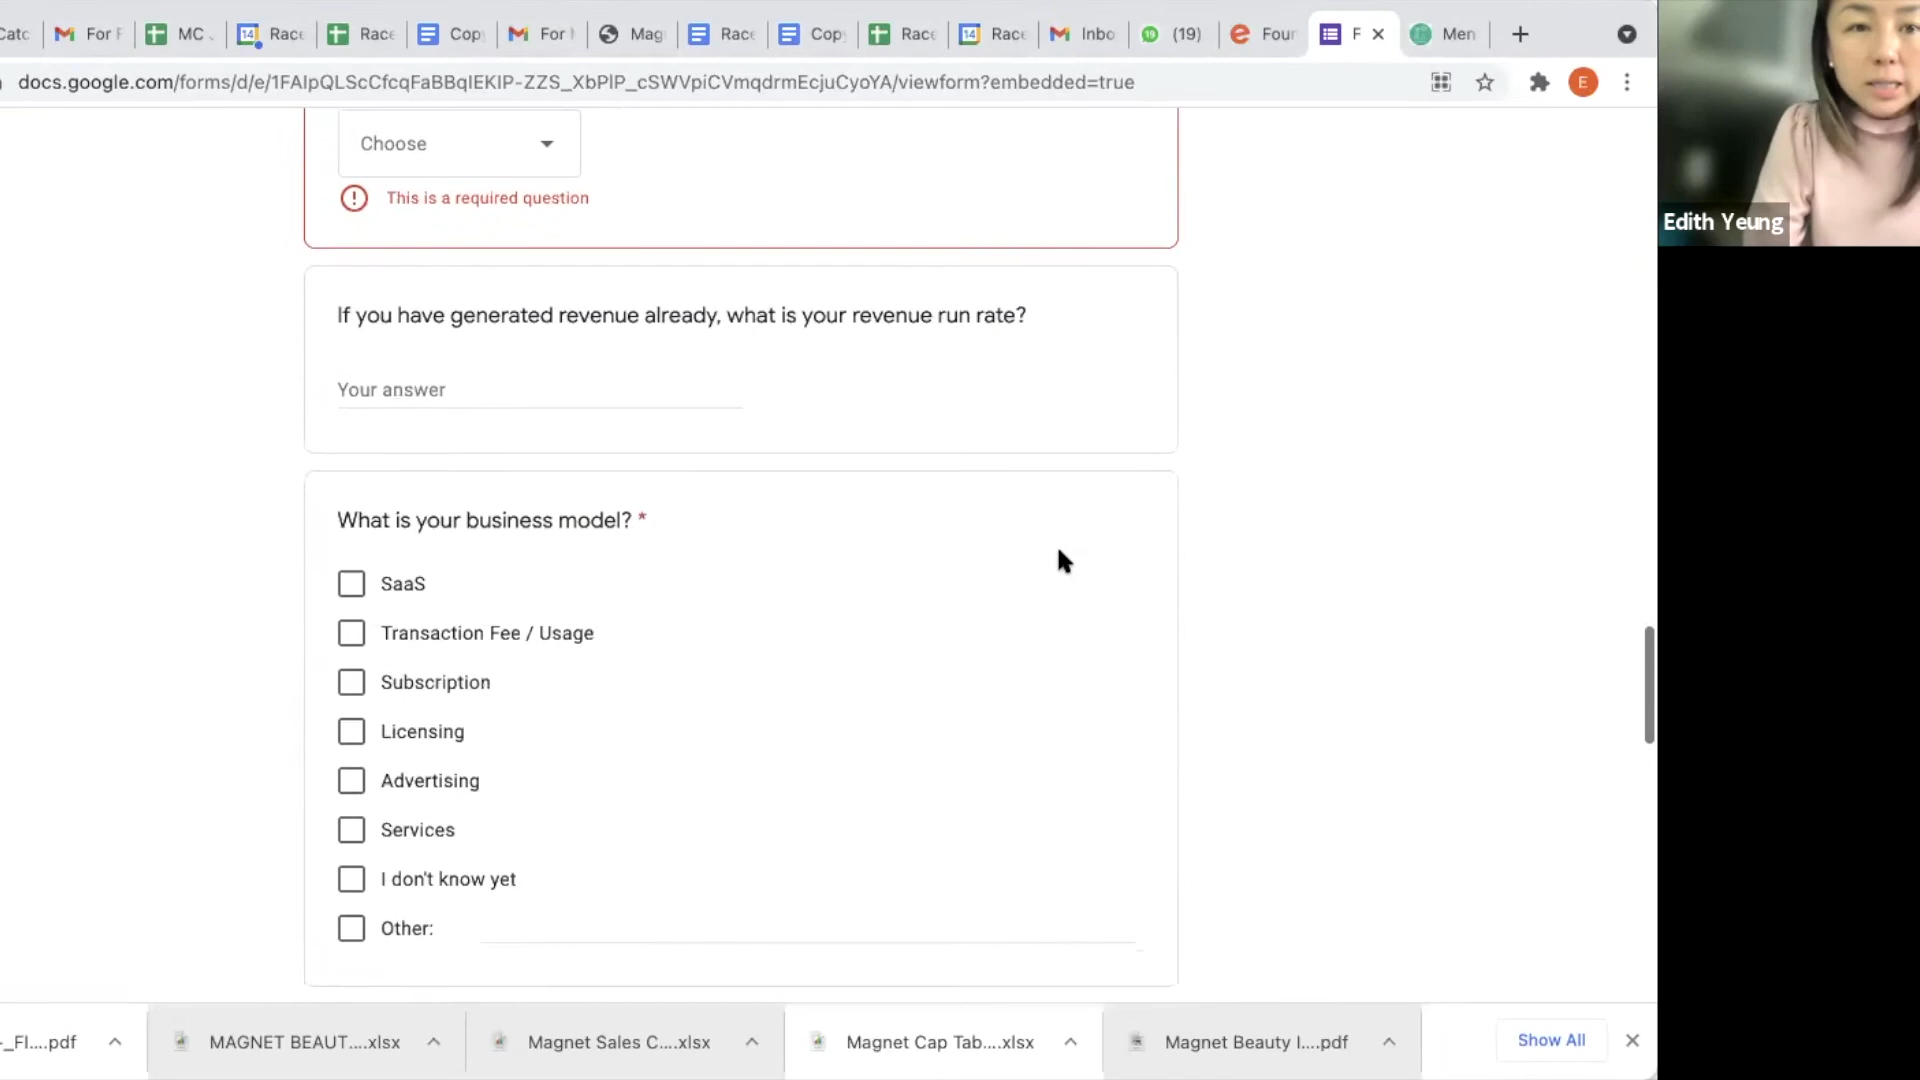 Catc For F MC . Race Race Copy For Mag Race Copy Race Race Inbo (19) Four F Men
docs.google.com/forms/d/e/1FAIpQLScCfcqFaBBqIEKIP-ZZS_XbPlP_cSWVpiCVmqdrmEcjuCyoYA/viewform?embedded=true
E
Edith Yeung
Choose
This is a required question
If you have generated revenue already, what is your revenue run rate?
Your answer
What is your business model? *
SaaS
Transaction Fee / Usage
Subscription
Licensing
Advertising
Services
I don't know yet
Other:
-_FI....pdf MAGNET BEAUT....xlsx Magnet Sales C....xlsx Magnet Cap Tab....xlsx Magnet Beauty I....pdf Show All